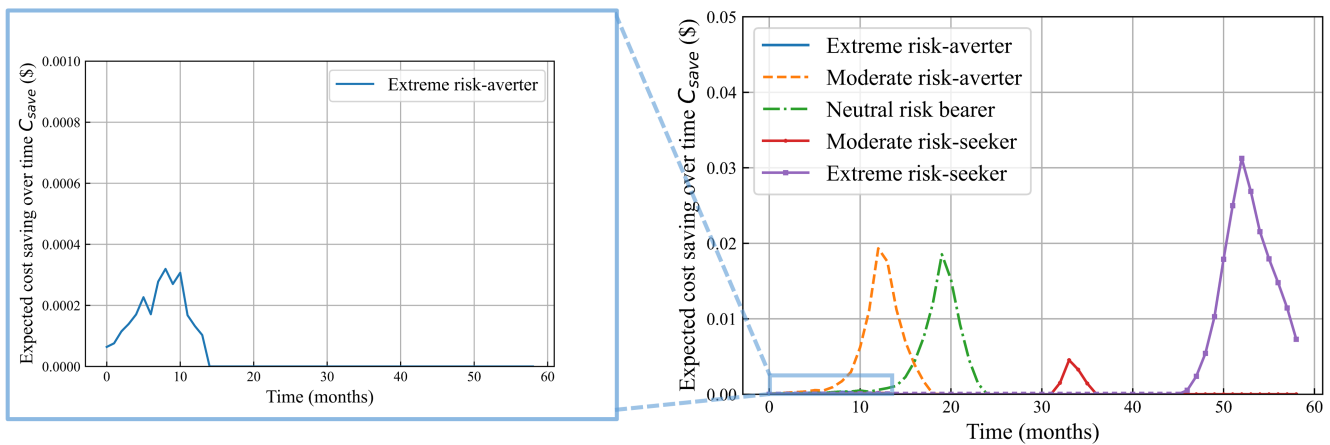 Expected cost saving over time C_save ($)
0.0010
0.0008
0.0006
0.0004
0.0002
0.0000
Extreme risk-averter
0 10 20 30 40 50 60
Time (months)
Expected cost saving over time C_save ($)
0.05
0.04
0.03
0.02
0.01
0.00
Extreme risk-averter
Moderate risk-averter
Neutral risk bearer
Moderate risk-seeker
Extreme risk-seeker
0 10 20 30 40 50 60
Time (months)